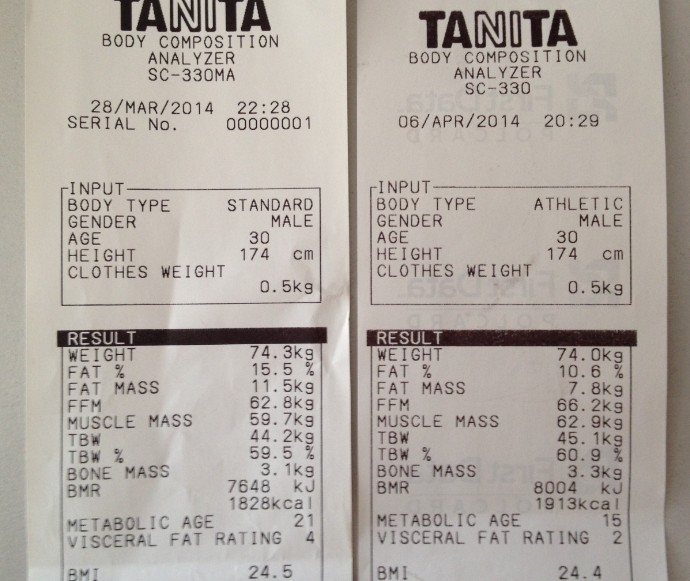 TANITA
BODY COMPOSITION
ANALYZER
SC-330MA
28/MAR/2014 22:28
SERIAL No. 00000001
INPUT
BODY TYPE STANDARD
GENDER MALE
AGE 30
HEIGHT 174 cm
CLOTHES WEIGHT
0.5kg
RESULT
WEIGHT 74.3kg
FAT % 15.5 %
FAT MASS 11.5kg
FFM 62.8kg
MUSCLE MASS 59.7kg
TBW 44.2kg
TBW % 59.5 %
BONE MASS 3.1kg
BMR 7648 kJ
1828kcal
METABOLIC AGE 21
VISCERAL FAT RATING 4
BMI 24.5
TANITA
BODY COMPOSITION
ANALYZER
SC-330
06/APR/2014 20:29
INPUT
BODY TYPE ATHLETIC
GENDER MALE
AGE 30
HEIGHT 174 cm
CLOTHES WEIGHT
0.5kg
RESULT
WEIGHT 74.0kg
FAT % 10.6 %
FAT MASS 7.8kg
FFM 66.2kg
MUSCLE MASS 62.9kg
TBW 45.1kg
TBW % 60.9 %
BONE MASS 3.3kg
BMR 8004 kJ
1913kcal
METABOLIC AGE 15
VISCERAL FAT RATING 2
BMI 24.4